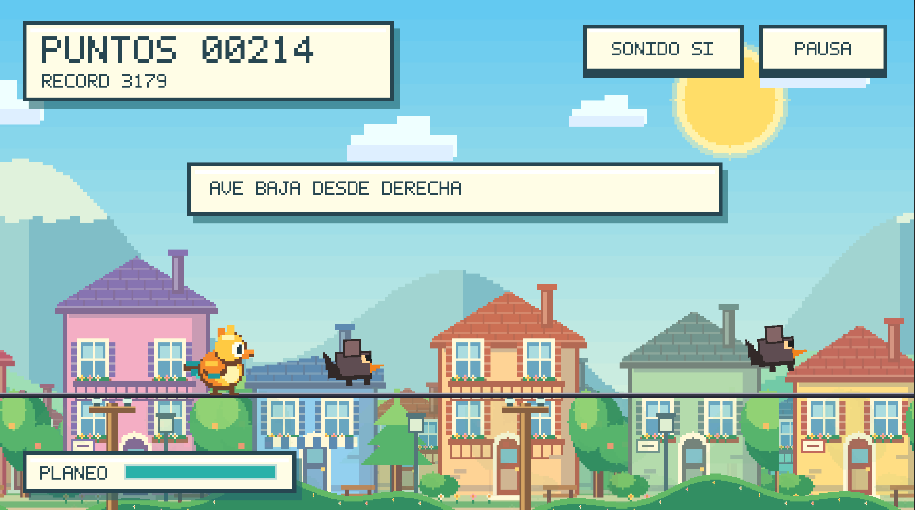 PUNTOS 00214
RECORD 3179
SONIDO SI
PAUSA
AVE BAJA DESDE DERECHA
PLANEO